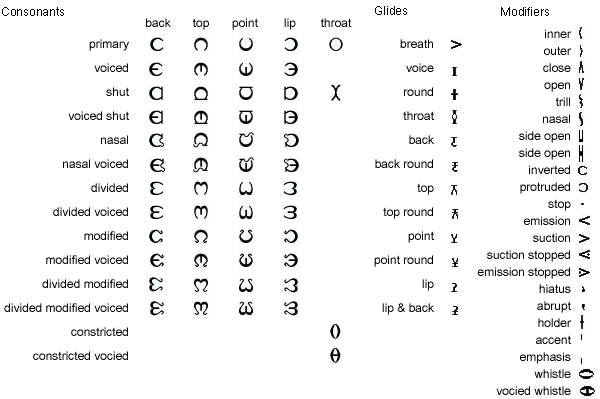 Consonants
Glides
Modifiers
back top point lip throat
primary
voiced
shut
voiced shut
nasal
nasal voiced
divided
divided voiced
modified
modified voiced
divided modified
divided modified voiced
constricted
constricted vocied
breath
voice
round
throat
back
back round
top
top round
point
point round
lip
lip & back
inner
outer
close
open
trill
nasal
side open
side open
inverted
protruded
stop
emission
suction
suction stopped
emission stopped
hiatus
abrupt
holder
accent
emphasis
whistle
vocied whistle